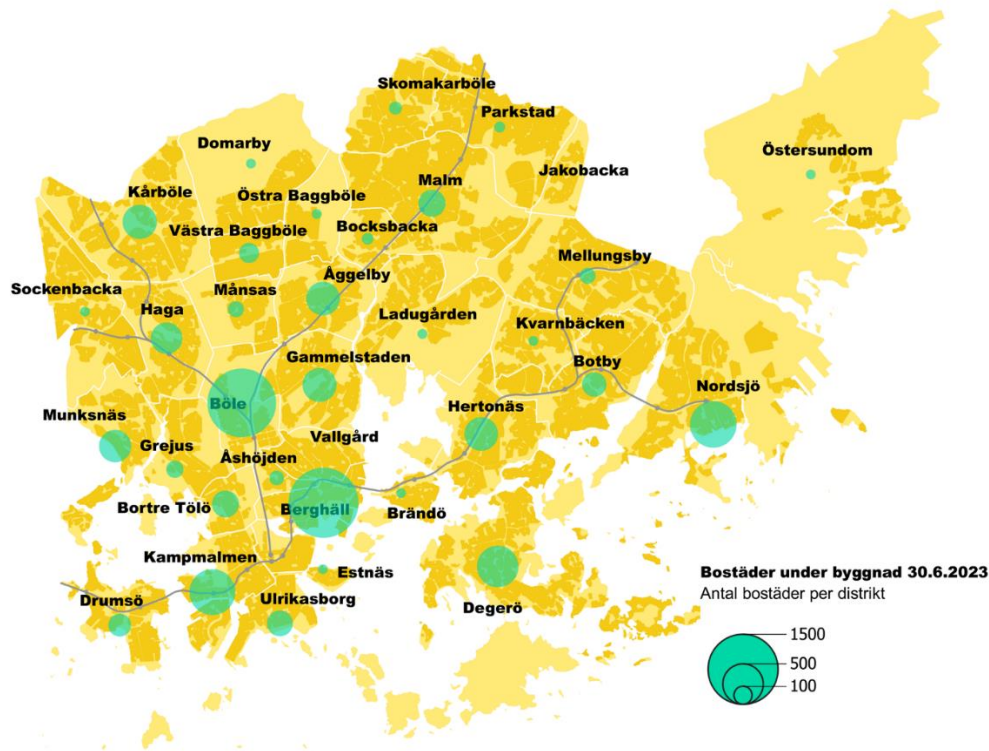 Skomakarböle
Parkstad
Domarby
Östersundom
Jakobacka
Malm
Kårböle
Östra Baggböle
Bocksbacka
Västra Baggböle
Mellungsby
Åggelby
Sockenbacka
Månsas
Haga
Ladugården
Kvarnbäcken
Gammelstaden
Botby
Nordsjö
Böle
Hertonäs
Munksnäs
Vallgård
Grejus
Åshöjden
Bortre Tölö
Berghäll
Brändö
Kampmalmen
Estnäs
Drumsö
Ulrikasborg
Degerö
Bostäder under byggnad 30.6.2023
Antal bostäder per distrikt
1500
500
100